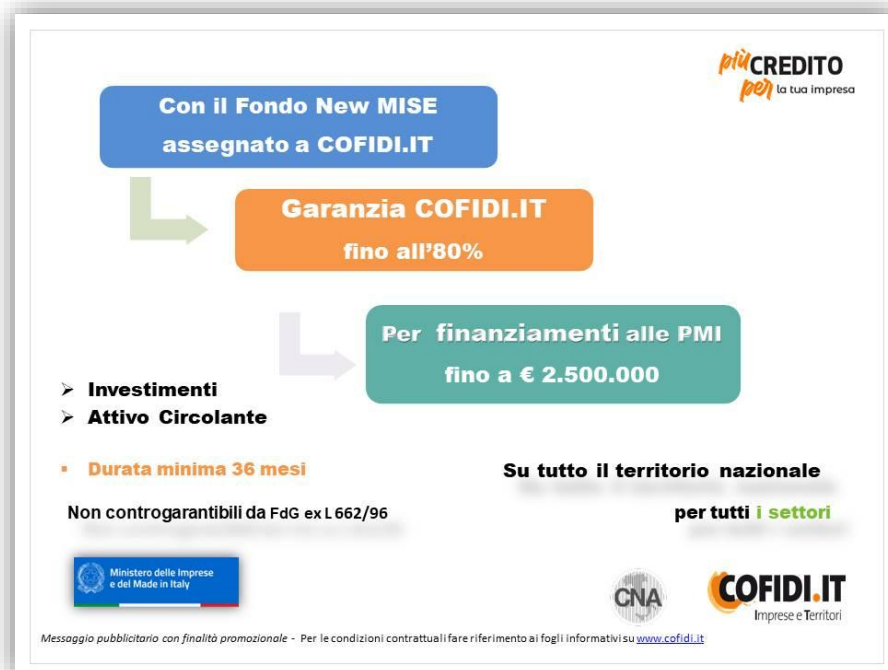 più CREDITO
per la tua impresa
Con il Fondo New MISE
assegnato a COFIDI.IT
Garanzia COFIDI.IT
fino all’80%
Per finanziamenti alle PMI
fino a € 2.500.000
➢ Investimenti
➢ Attivo Circolante
▪ Durata minima 36 mesi
Su tutto il territorio nazionale
Non controgarantibili da FdG ex L 662/96
per tutti i settori
Ministero delle Imprese
e del Made in Italy
CNA
COFIDI.IT
Imprese e Territori
Messaggio pubblicitario con finalità promozionale - Per le condizioni contrattuali fare riferimento ai fogli informativi su www.cofidi.it